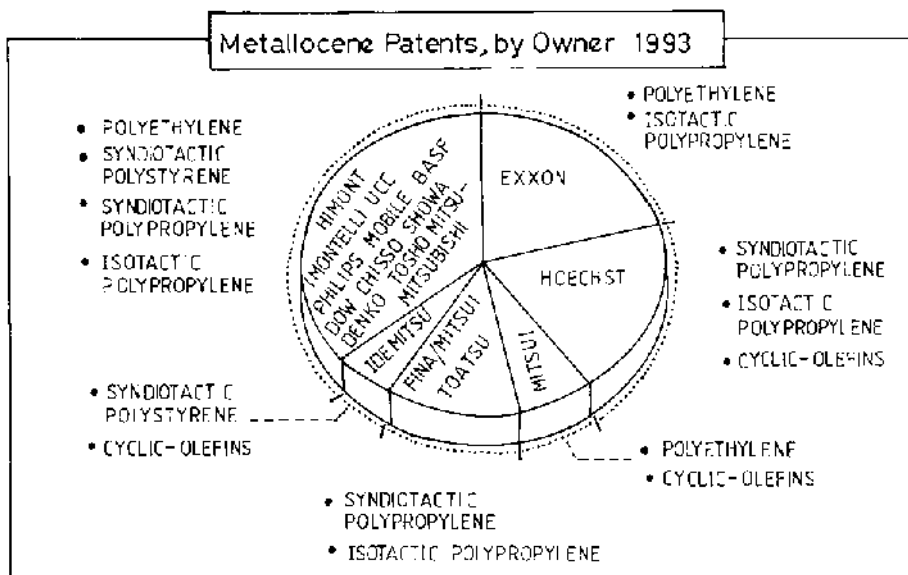 Metallocene Patents, by Owner 1993
• POLYETHYLENE
• SYNDIOTACTIC
POLYSTYRENE
• SYNDIOTACTIC
POLYPROPYLENE
• ISOTACTIC
POLYPROPYLENE
HIMONT
(MONTELL) UCC
PHILIPS MOBILE BASF
DOW CHISSO SHOWA
DENKO TOSHO MITSU-
MITSUBISHI
EXXON
• POLYETHYLENE
• ISOTACTIC
POLYPROPYLENE
HOECHST
• SYNDIOTACTIC
POLYPROPYLENE
• ISOTACTIC
POLYPROPYLENE
• CYCLIC-OLEFINS
MITSUI
• POLYETHYLENE
• CYCLIC-OLEFINS
FINA/MITSUI
TOATSU
• SYNDIOTACTIC
POLYPROPYLENE
• ISOTACTIC POLYPROPYLENE
IDEMITSU
• SYNDIOTACTIC
POLYSTYRENE
• CYCLIC-OLEFINS